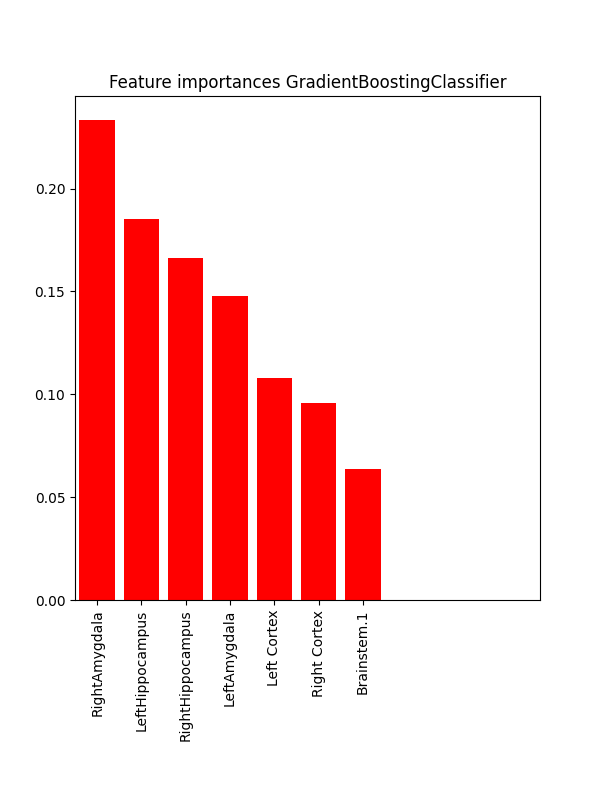 Feature importances GradientBoostingClassifier
0.20
0.15
0.10
0.05
0.00
RightAmygdala
LeftHippocampus
RightHippocampus
LeftAmygdala
Left Cortex
Right Cortex
Brainstem.1